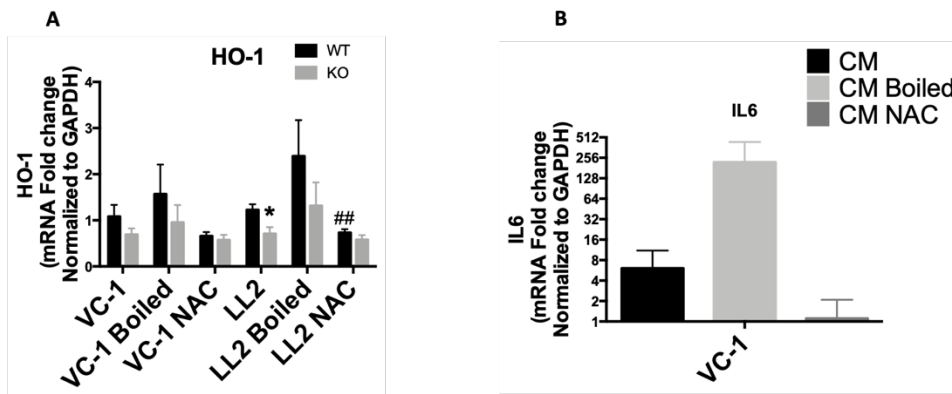 A
HO-1
WT
KO
HO-1
(mRNA Fold change
Normalized to GAPDH)
4
3
2
1
0
*
##
VC-1
VC-1 Boiled
VC-1 NAC
LL2
LL2 Boiled
LL2 NAC
B
CM
CM Boiled
CM NAC
IL6
IL6
(mRNA Fold change
Normalized to GAPDH)
512
256
128
64
32
16
8
4
2
1
VC-1